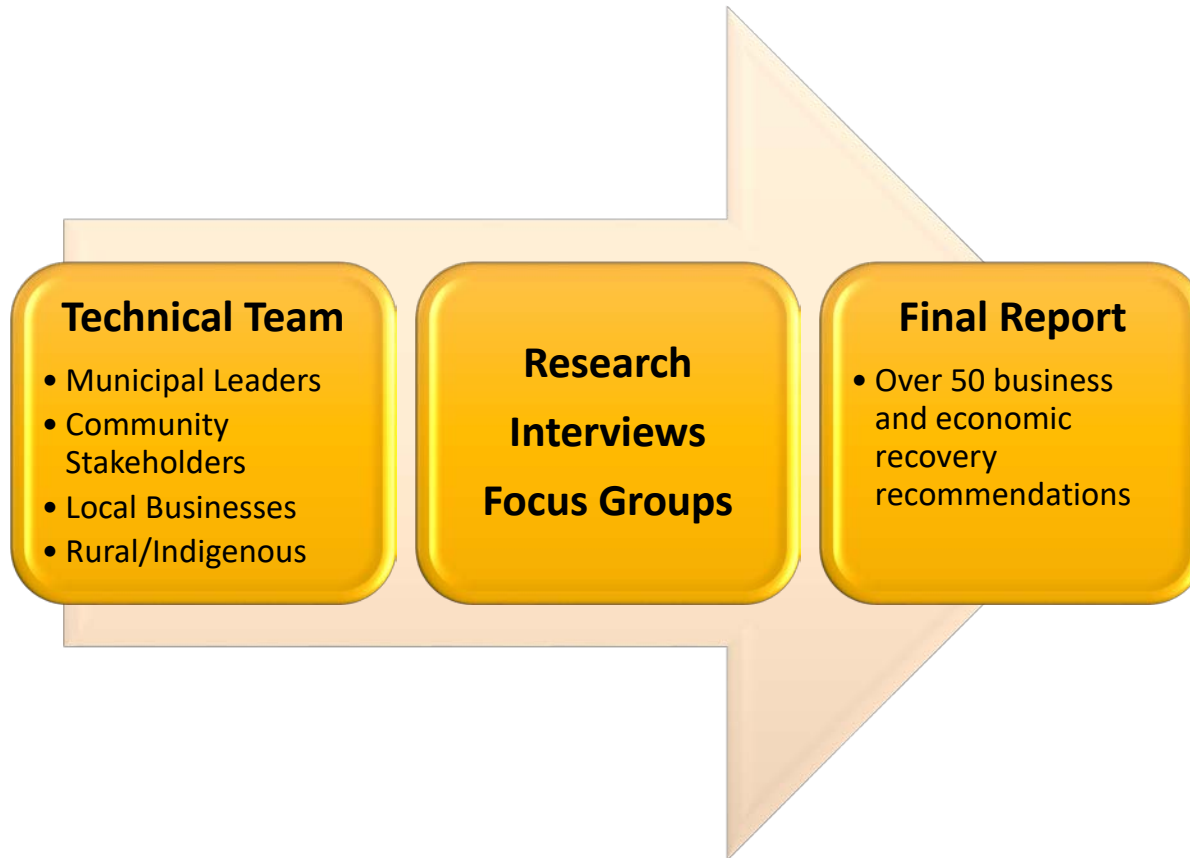 Technical Team
• Municipal Leaders
• Community
Stakeholders
• Local Businesses
• Rural/Indigenous
Research
Interviews
Focus Groups
Final Report
• Over 50 business
and economic
recovery
recommendations